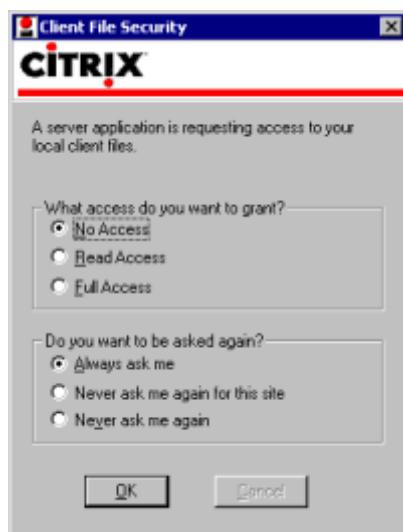 Client File Security
CITRIX
A server application is requesting access to your
local client files.
What access do you want to grant?
No Access
Read Access
Full Access
Do you want to be asked again?
Always ask me
Never ask me again for this site
Never ask me again
OK
Cancel